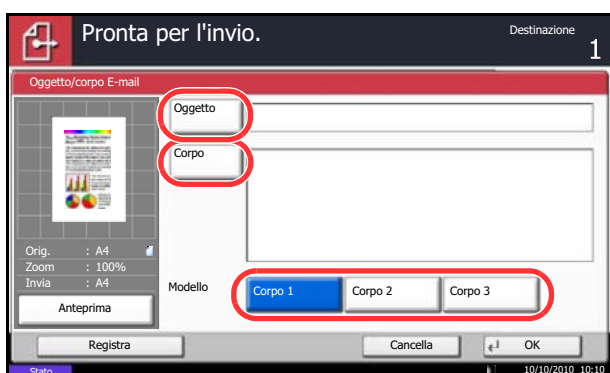 Pronta per l'invio.
Destinazione
1
Oggetto/corpo E-mail
Oggetto
Corpo
Orig. : A4
Zoom : 100%
Invia : A4
Anteprima
Modello
Corpo 1
Corpo 2
Corpo 3
Registra
Cancella
OK
Stato
10/10/2010 10:10